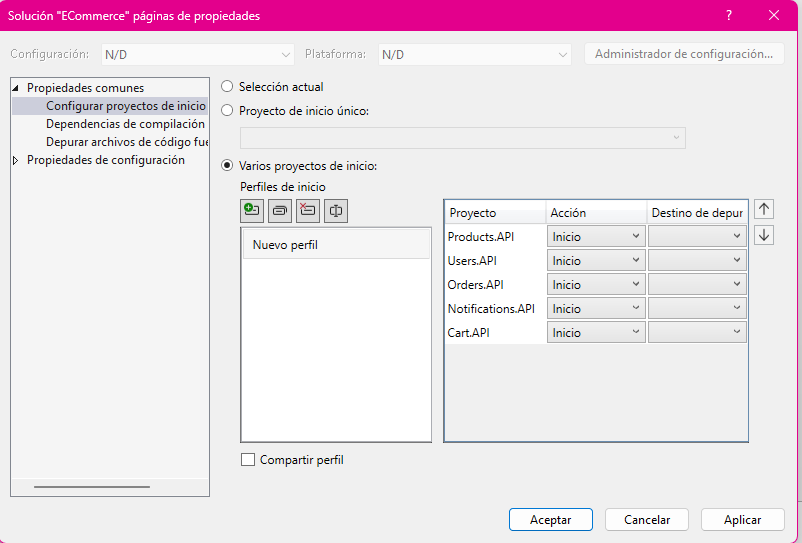 Solución "ECommerce" páginas de propiedades
Configuración: N/D Plataforma: N/D Administrador de configuración...
Propiedades comunes
Configurar proyectos de inicio
Dependencias de compilación
Depurar archivos de código fue
Propiedades de configuración
Selección actual
Proyecto de inicio único:
Varios proyectos de inicio:
Perfiles de inicio
Nuevo perfil
Proyecto Acción Destino de depur
Products.API Inicio
Users.API Inicio
Orders.API Inicio
Notifications.API Inicio
Cart.API Inicio
Compartir perfil
Aceptar Cancelar Aplicar